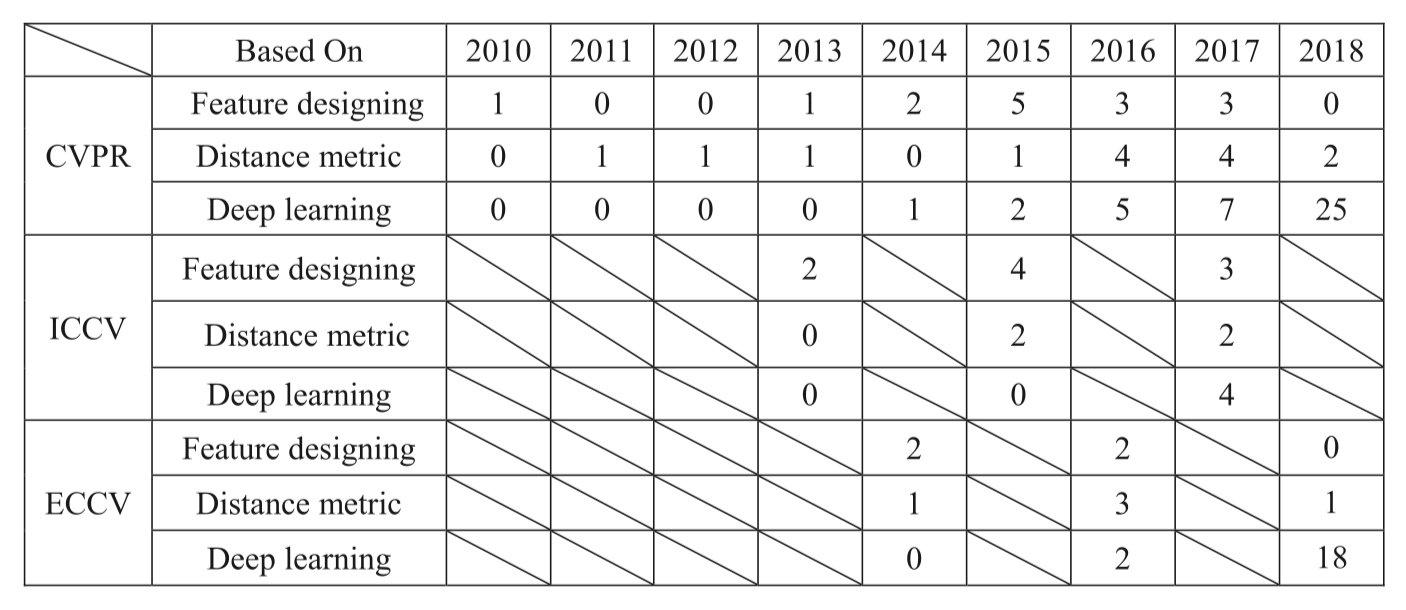 Based On 2010 2011 2012 2013 2014 2015 2016 2017 2018
Feature designing 1 0 0 1 2 5 3 3 0
CVPR Distance metric 0 1 1 1 0 1 4 4 2
Deep learning 0 0 0 0 1 2 5 7 25
Feature designing 2 4 3
ICCV Distance metric 0 2 2
Deep learning 0 0 4
Feature designing 2 2 0
ECCV Distance metric 1 3 1
Deep learning 0 2 18